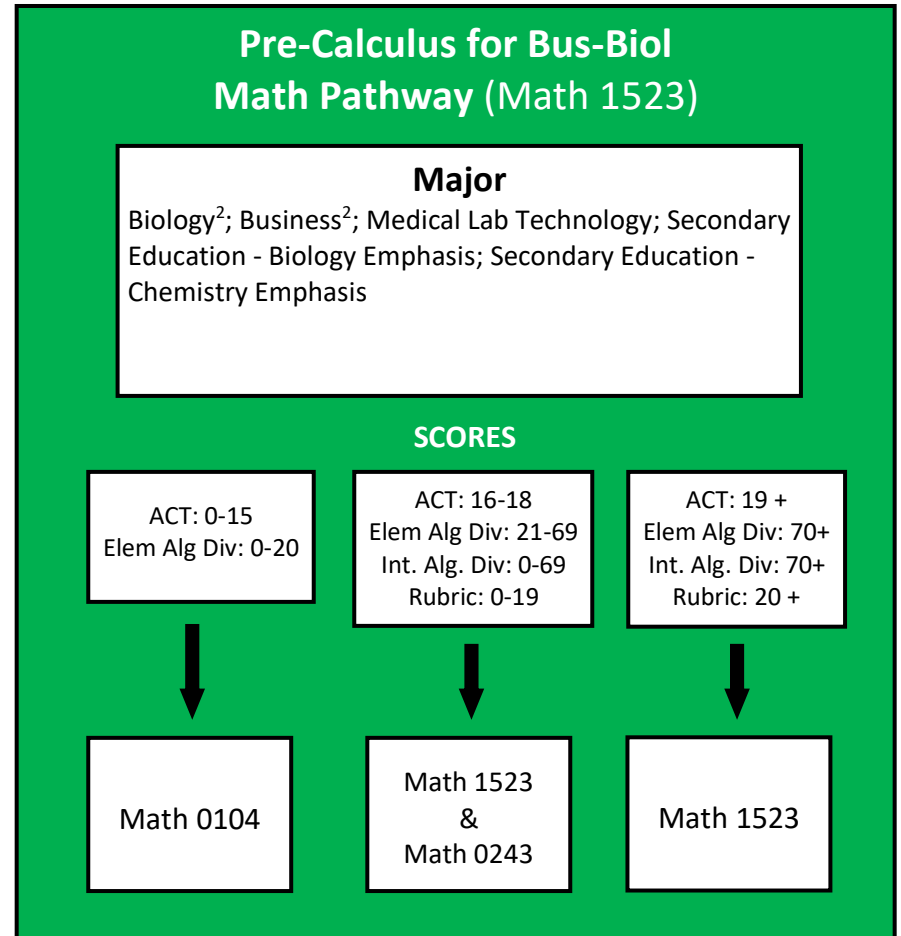 Pre-Calculus for Bus-Biol
Math Pathway (Math 1523)
Major
Biology²; Business²; Medical Lab Technology; Secondary
Education - Biology Emphasis; Secondary Education -
Chemistry Emphasis
SCORES
ACT: 0-15
Elem Alg Div: 0-20
ACT: 16-18
Elem Alg Div: 21-69
Int. Alg. Div: 0-69
Rubric: 0-19
ACT: 19 +
Elem Alg Div: 70+
Int. Alg. Div: 70+
Rubric: 20 +
Math 0104
Math 1523
&
Math 0243
Math 1523